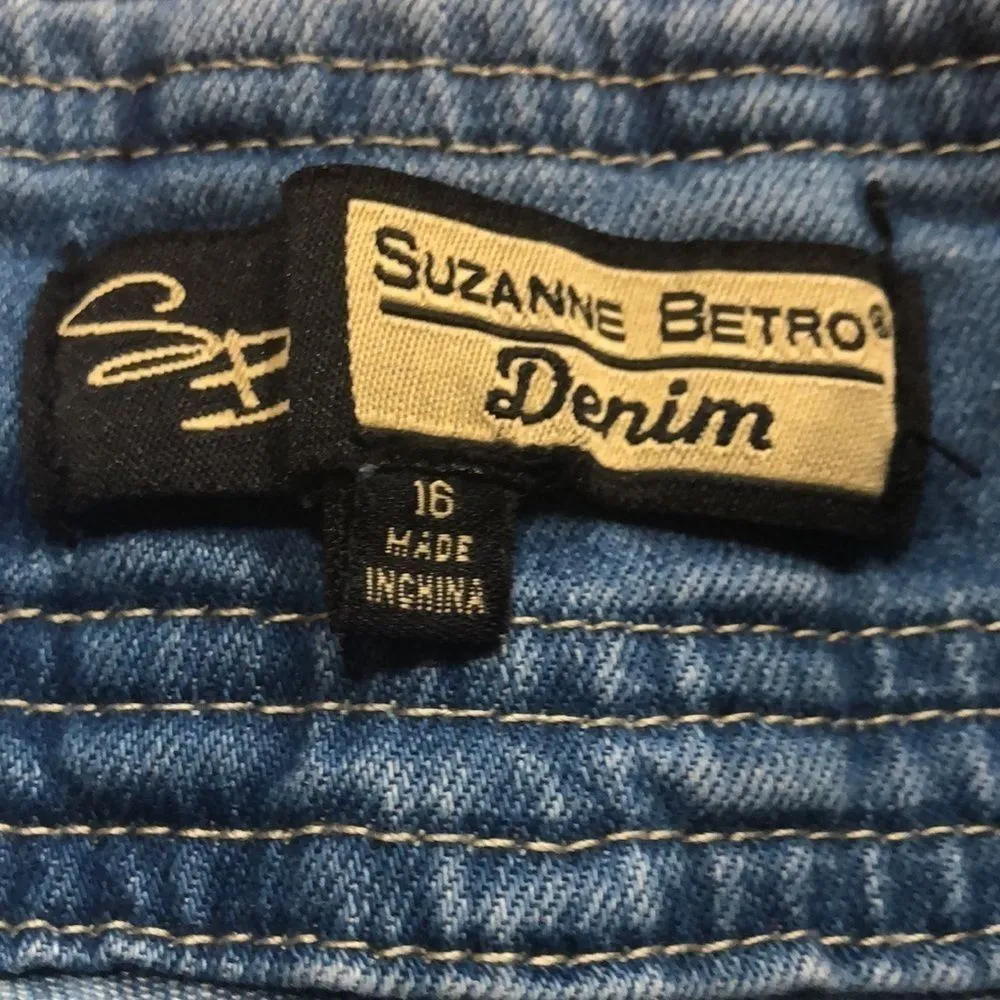 SUZANNE BETRO®
Denim
16
MADE
INCHINA